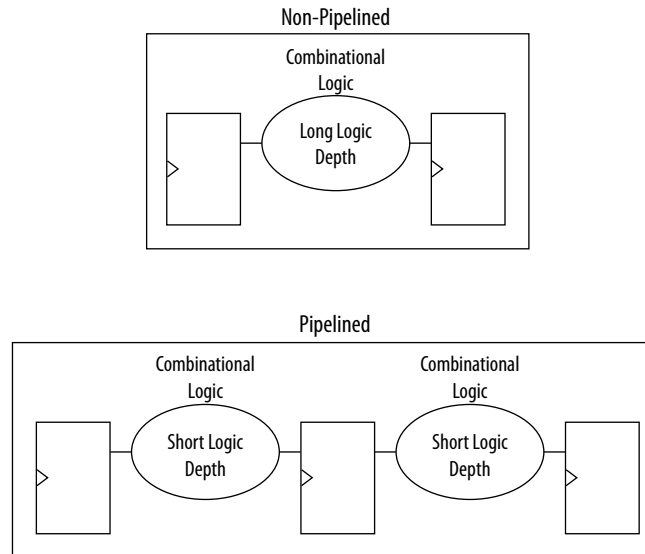 Non-Pipelined
Combinational
Logic
Long Logic
Depth
Pipelined
Combinational
Logic
Combinational
Logic
Short Logic
Depth
Short Logic
Depth